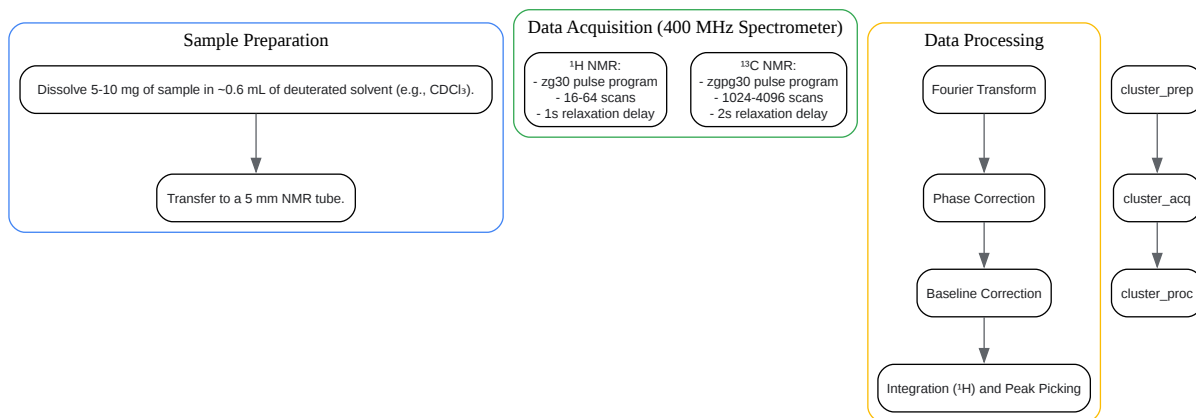 Sample Preparation
Dissolve 5-10 mg of sample in ~0.6 mL of deuterated solvent (e.g., CDCl₃).
Transfer to a 5 mm NMR tube.
Data Acquisition (400 MHz Spectrometer)
¹H NMR:
- zg30 pulse program
- 16-64 scans
- 1s relaxation delay
¹³C NMR:
- zgpg30 pulse program
- 1024-4096 scans
- 2s relaxation delay
Data Processing
Fourier Transform
Phase Correction
Baseline Correction
Integration (¹H) and Peak Picking
cluster_prep
cluster_acq
cluster_proc